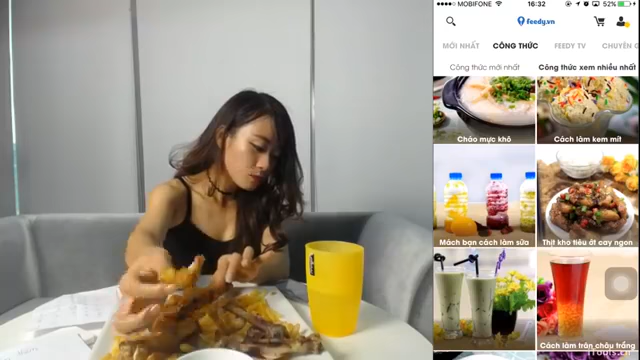 MOBIFONE 16:32 52%
feedy.vn
MỚI NHẤT CÔNG THỨC FEEDY TV CHUYÊN
Công thức mới nhất Công thức xem nhiều nhất
Cháo mực khô Cách làm kem mít
Mách bạn cách làm sữa Thịt kho tiêu ớt cay ngon
Cách làm trân châu trắng
iTools.cn